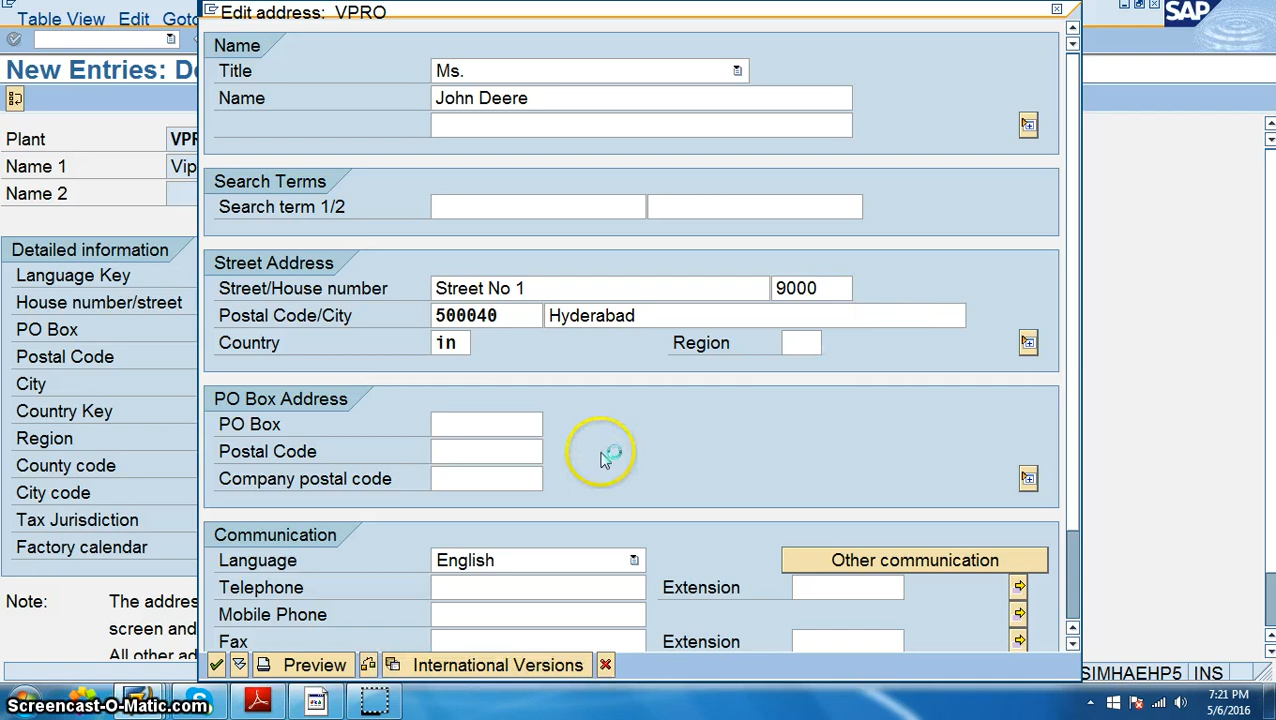 Table View Edit Goto
Edit address: VPRO
SAP
New Entries: De
Name
Title Ms.
Name John Deere
Plant VPR
Name 1 Vip
Name 2
Search Terms
Search term 1/2
Detailed information
Language Key
House number/street
PO Box
Postal Code
City
Country Key
Region
County code
City code
Tax Jurisdiction
Factory calendar
Street Address
Street/House number Street No 1 9000
Postal Code/City 500040 Hyderabad
Country in Region
PO Box Address
PO Box
Postal Code
Company postal code
Communication
Language English Other communication
Telephone Extension
Mobile Phone
Fax Extension
Note: The addres
screen and
All other ad
Preview International Versions
SIMHAEHP5 INS
Screencast-O-Matic.com
7:21 PM
5/6/2016